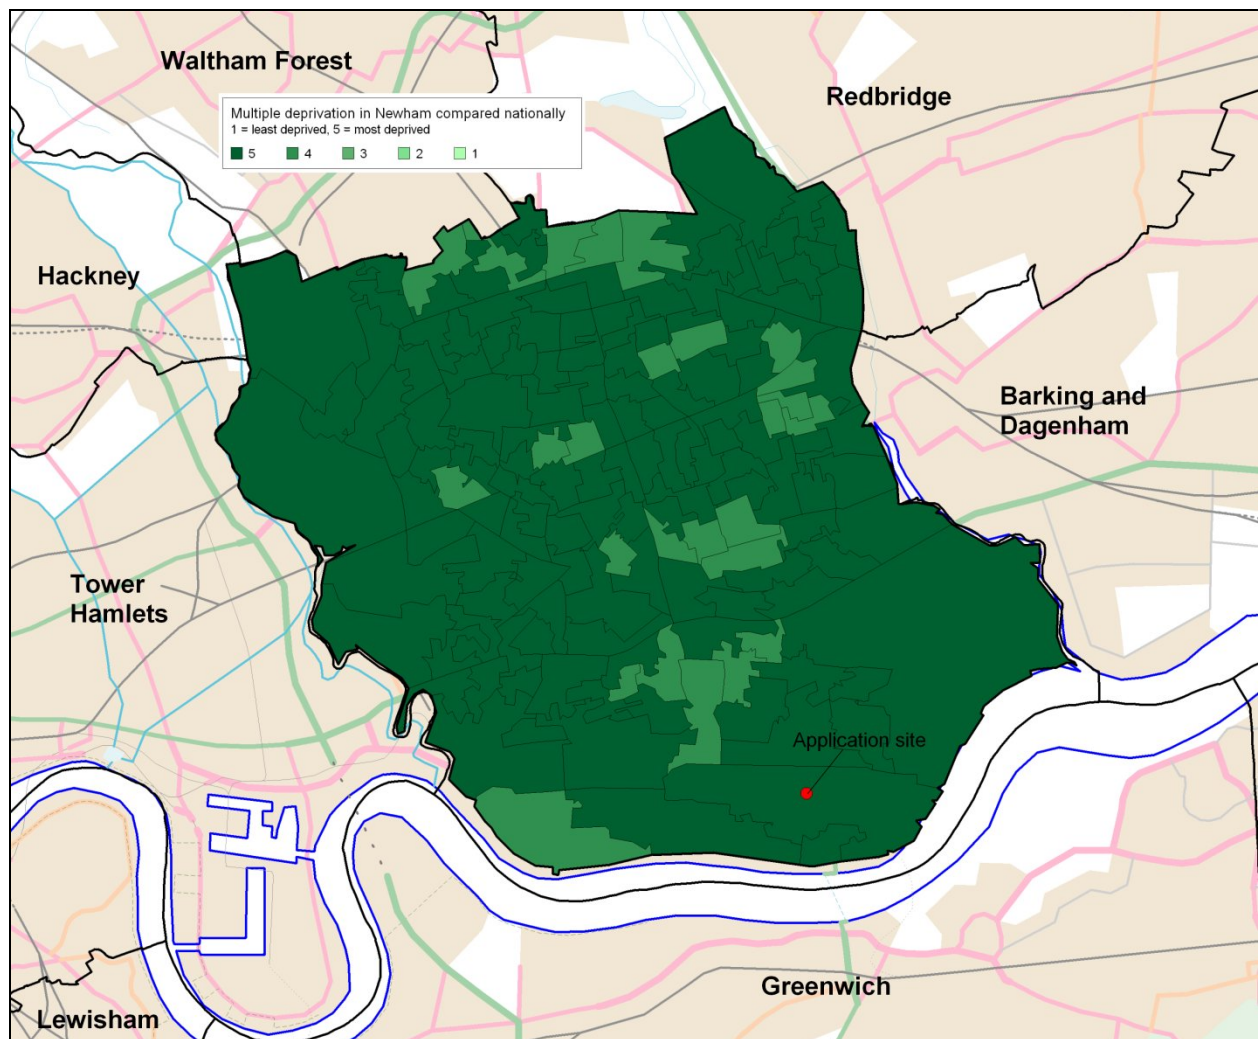 Waltham Forest
Redbridge
Multiple deprivation in Newham compared nationally
1 = least deprived, 5 = most deprived
5 4 3 2 1
Hackney
Barking and
Dagenham
Tower
Hamlets
Application site
Greenwich
Lewisham